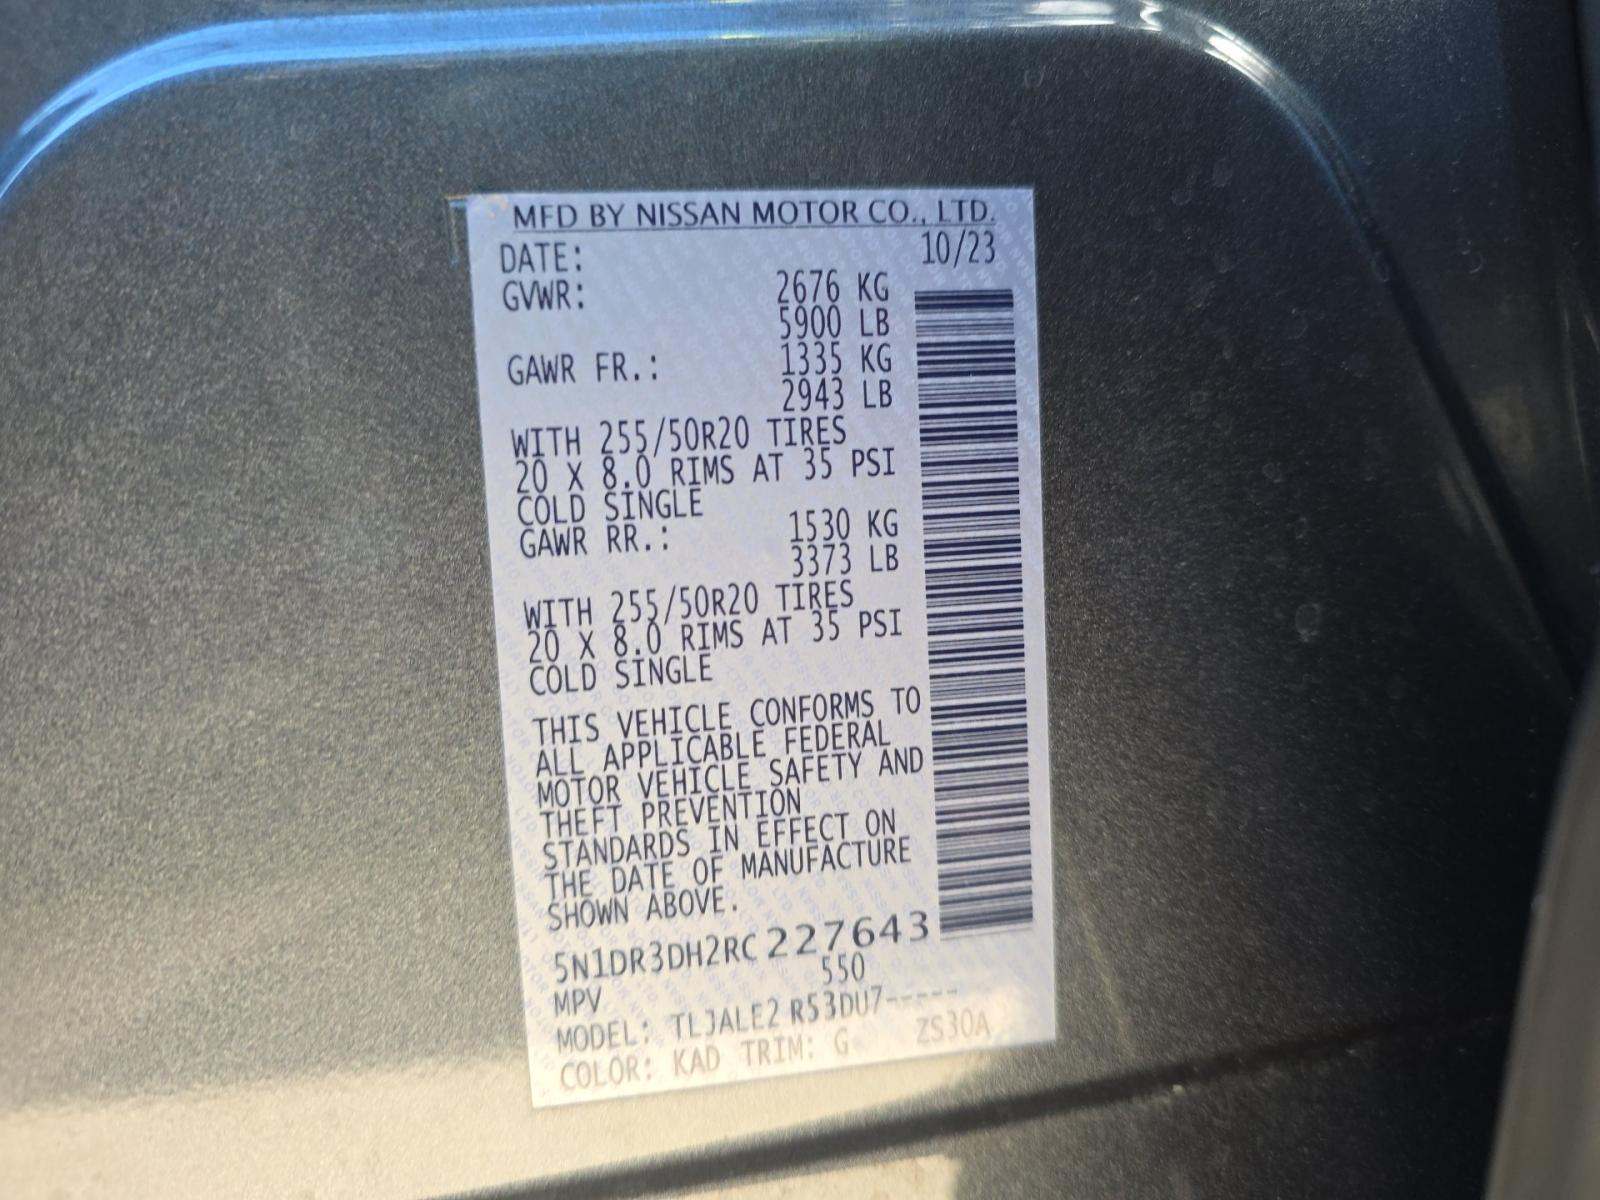 MFD BY NISSAN MOTOR CO., LTD.
DATE: 10/23
GVWR: 2676 KG
5900 LB
GAWR FR.: 1335 KG
2943 LB
WITH 255/50R20 TIRES
20 X 8.0 RIMS AT 35 PSI
COLD SINGLE
GAWR RR.: 1530 KG
3373 LB
WITH 255/50R20 TIRES
20 X 8.0 RIMS AT 35 PSI
COLD SINGLE
THIS VEHICLE CONFORMS TO
ALL APPLICABLE FEDERAL
MOTOR VEHICLE SAFETY AND
THEFT PREVENTION
STANDARDS IN EFFECT ON
THE DATE OF MANUFACTURE
SHOWN ABOVE.
5N1DR3DH2RC227643
MPV 550
MODEL: TLJALE2 R53DU7-----
COLOR: KAD TRIM: G ZS30A